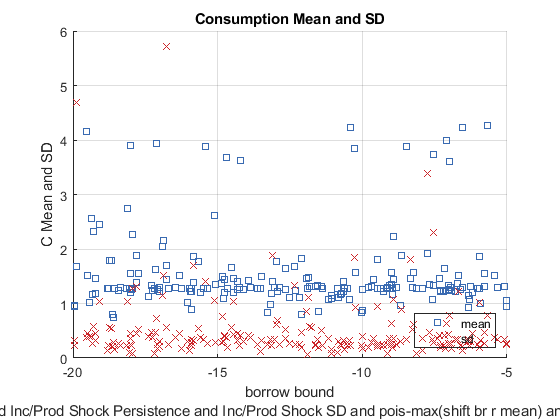 Consumption Mean and SD
6
5
4
3
2
1
0
C Mean and SD
mean
sd
-20
-15
-10
-5
borrow bound
d Inc/Prod Shock Persistence and Inc/Prod Shock SD and pois-max(shift br r mean) an